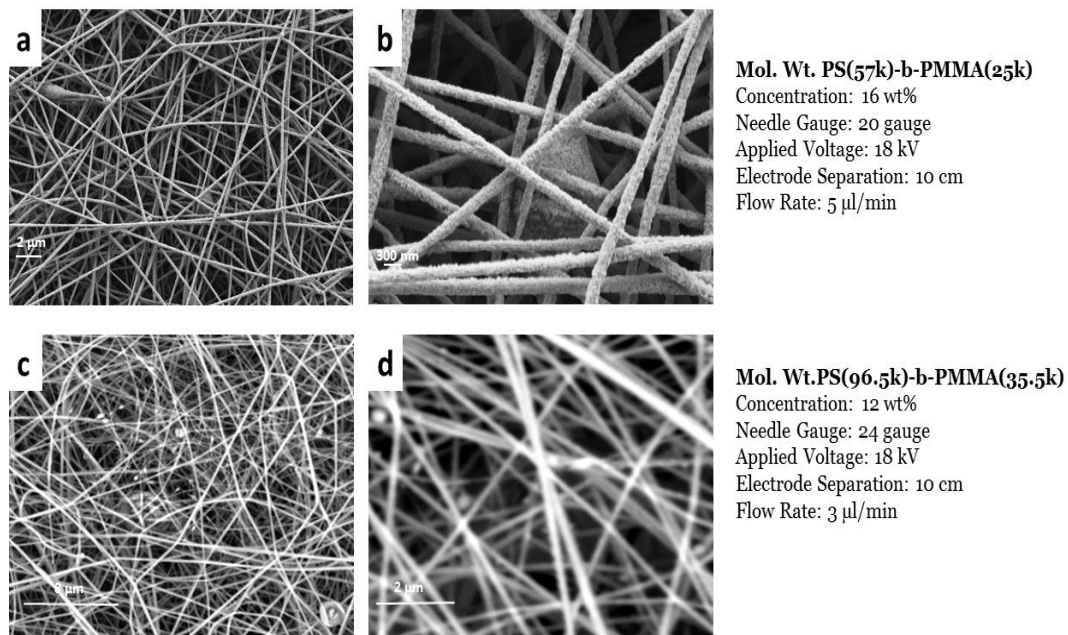 a
2 μm
b
300 nm
Mol. Wt. PS(57k)-b-PMMA(25k)
Concentration: 16 wt%
Needle Gauge: 20 gauge
Applied Voltage: 18 kV
Electrode Separation: 10 cm
Flow Rate: 5 μl/min
c
8 μm
d
2 μm
Mol. Wt.PS(96.5k)-b-PMMA(35.5k)
Concentration: 12 wt%
Needle Gauge: 24 gauge
Applied Voltage: 18 kV
Electrode Separation: 10 cm
Flow Rate: 3 μl/min